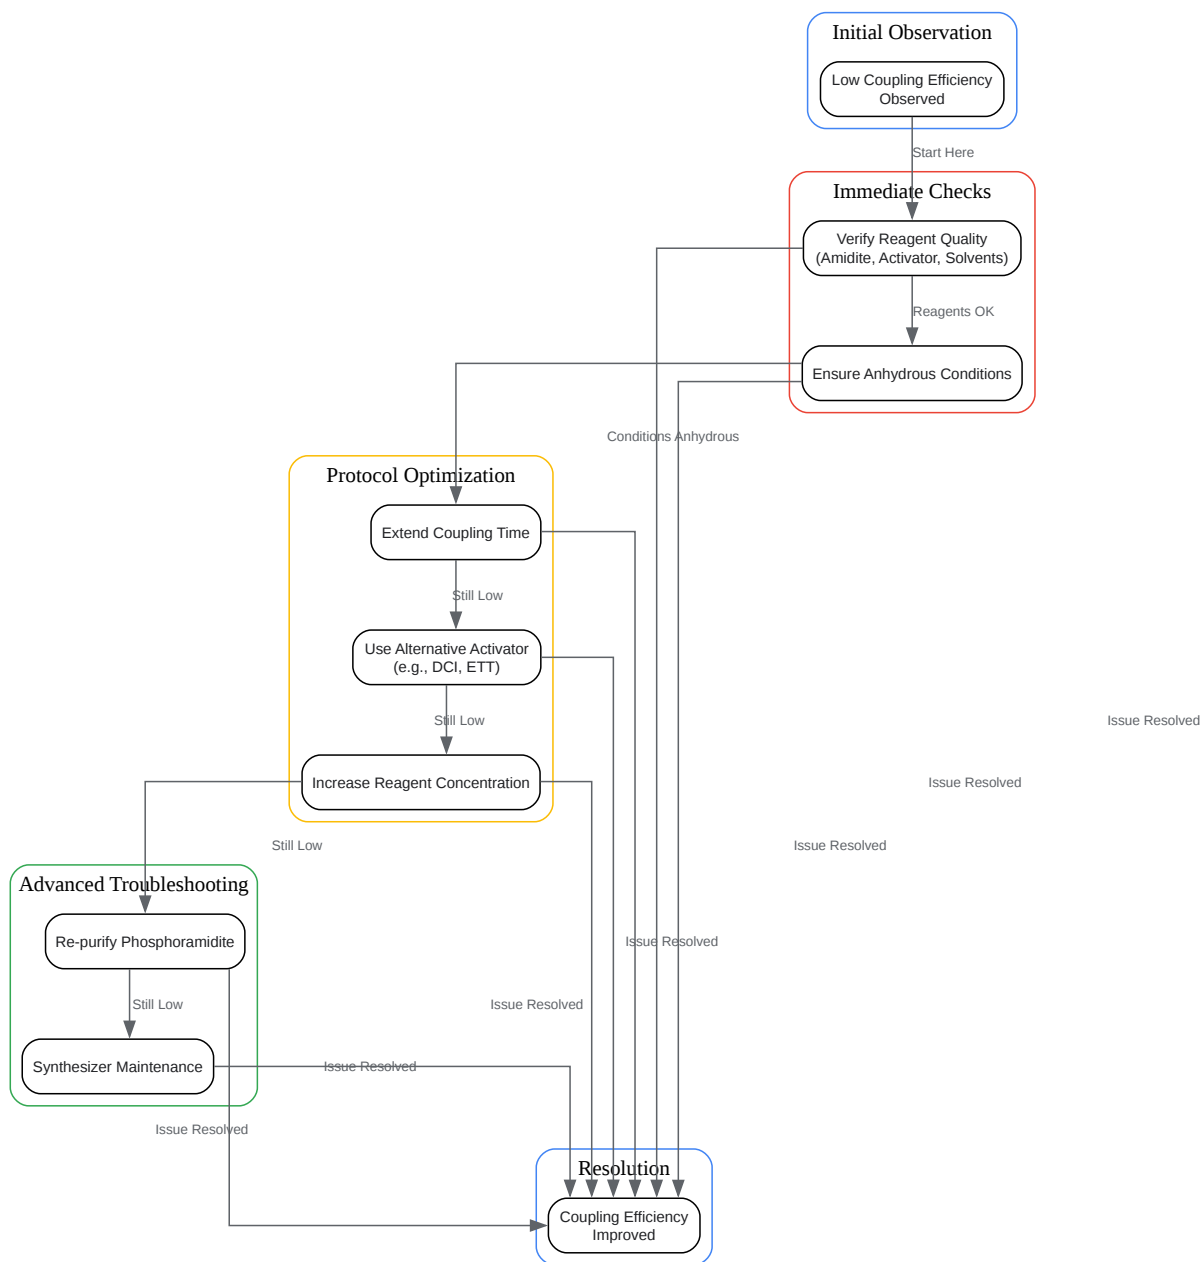 Initial Observation
Low Coupling Efficiency
Observed
Start Here
Immediate Checks
Verify Reagent Quality
(Amidite, Activator, Solvents)
Reagents OK
Ensure Anhydrous Conditions
Conditions Anhydrous
Protocol Optimization
Extend Coupling Time
Still Low
Use Alternative Activator
(e.g., DCI, ETT)
Still Low
Issue Resolved
Increase Reagent Concentration
Issue Resolved
Still Low
Issue Resolved
Advanced Troubleshooting
Re-purify Phosphoramidite
Issue Resolved
Still Low
Issue Resolved
Synthesizer Maintenance
Issue Resolved
Issue Resolved
Resolution
Coupling Efficiency
Improved